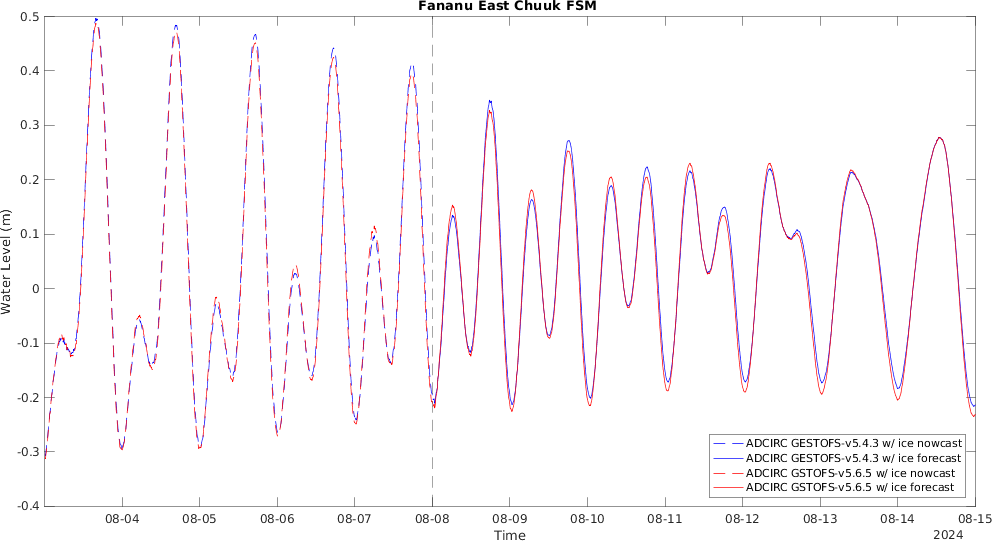 Fananu East Chuuk FSM
0.5
0.4
0.3
0.2
0.1
0
-0.1
-0.2
-0.3
-0.4
Water Level (m)
08-04 08-05 08-06 08-07 08-08 08-09 08-10 08-11 08-12 08-13 08-14 08-15
Time
2024
ADCIRC GESTOFS-v5.4.3 w/ ice nowcast
ADCIRC GESTOFS-v5.4.3 w/ ice forecast
ADCIRC GSTOFS-v5.6.5 w/ ice nowcast
ADCIRC GSTOFS-v5.6.5 w/ ice forecast